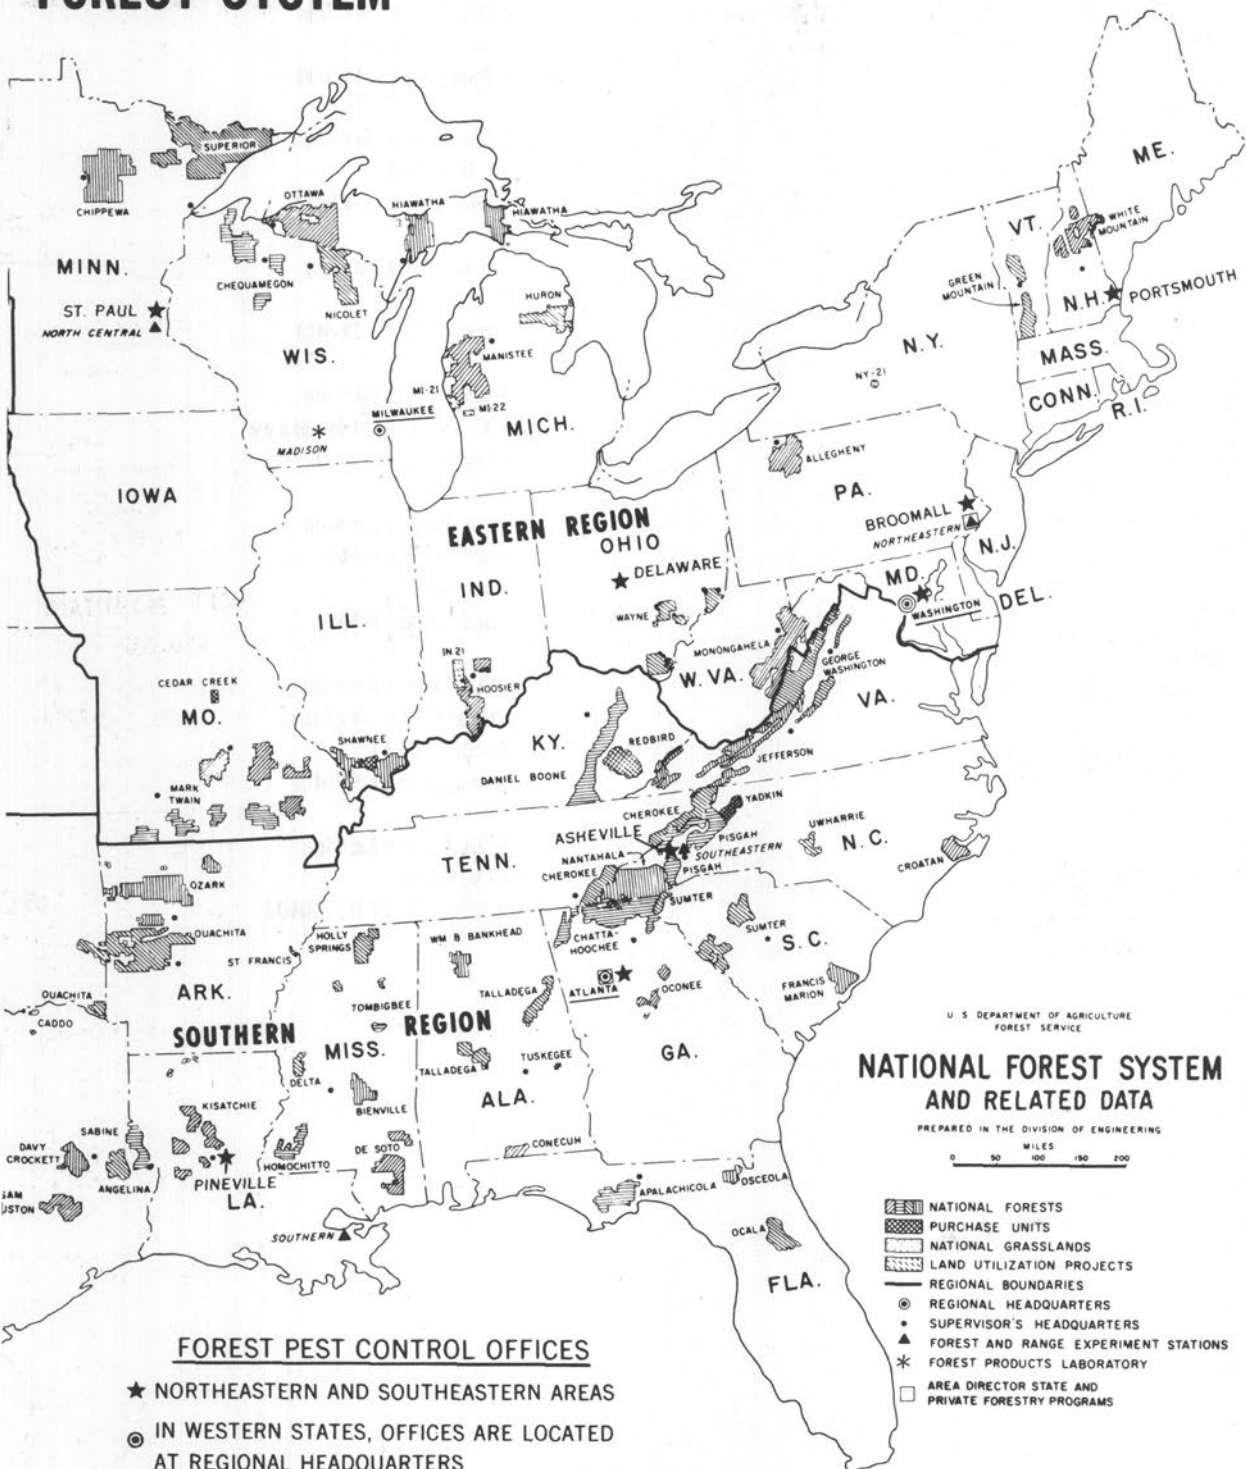 FOREST SYSTEM
SUPERIOR
CHIPPEWA
MINN.
ST. PAUL
NORTH CENTRAL
OTTAWA
HIAWATHA
HIAWATHA
CHEQUAMEGON
NICOLET
WIS.
HURON
MANISTEE
MI-21
MI-22
MILWAUKEE
MADISON
MICH.
ME.
VT.
WHITE
MOUNTAIN
GREEN
MOUNTAIN
N.H.
PORTSMOUTH
N.Y.
NY-21
MASS.
CONN.
R.I.
IOWA
ALLEGHENY
PA.
BROOMALL
NORTHEASTERN
N.J.
EASTERN REGION
OHIO
DELAWARE
IND.
ILL.
WAYNE
MD.
WASHINGTON
DEL.
MONONGAHELA
W. VA.
GEORGE
WASHINGTON
VA.
IN 21
HOOSIER
CEDAR CREEK
MO.
SHAWNEE
KY.
REDBIRD
DANIEL BOONE
JEFFERSON
MARK
TWAIN
CHEROKEE
YADKIN
ASHEVILLE
PISGAH
SOUTHEASTERN
NANTAHALA
CHEROKEE
PISGAH
UWHARRIE
N.C.
CROATAN
TENN.
OZARK
OUACHITA
ST FRANCIS
ARK.
HOLLY
SPRINGS
WM B BANKHEAD
CHATTA-
HOOCHEE
SUMTER
SUMTER
S.C.
OUACHITA
CADDO
TOMBIGBEE
TALLADEGA
ATLANTA
OCONEE
FRANCIS
MARION
SOUTHERN REGION
MISS.
TALLADEGA
TUSKEGEE
GA.
DELTA
BIENVILLE
ALA.
KISATCHIE
SABINE
DAVY
CROCKETT
ANGELINA
PINEVILLE
LA.
HOMOCHITTO
DE SOTO
CONECUH
SAM
USTON
SOUTHERN
APALACHICOLA
OSCEOLA
OCALA
FLA.
U S DEPARTMENT OF AGRICULTURE
FOREST SERVICE
NATIONAL FOREST SYSTEM
AND RELATED DATA
PREPARED IN THE DIVISION OF ENGINEERING
MILES
0 50 100 150 200
NATIONAL FORESTS
PURCHASE UNITS
NATIONAL GRASSLANDS
LAND UTILIZATION PROJECTS
REGIONAL BOUNDARIES
REGIONAL HEADQUARTERS
SUPERVISOR'S HEADQUARTERS
FOREST AND RANGE EXPERIMENT STATIONS
FOREST PRODUCTS LABORATORY
AREA DIRECTOR STATE AND
PRIVATE FORESTRY PROGRAMS
FOREST PEST CONTROL OFFICES
NORTHEASTERN AND SOUTHEASTERN AREAS
IN WESTERN STATES, OFFICES ARE LOCATED
AT REGIONAL HEADQUARTERS